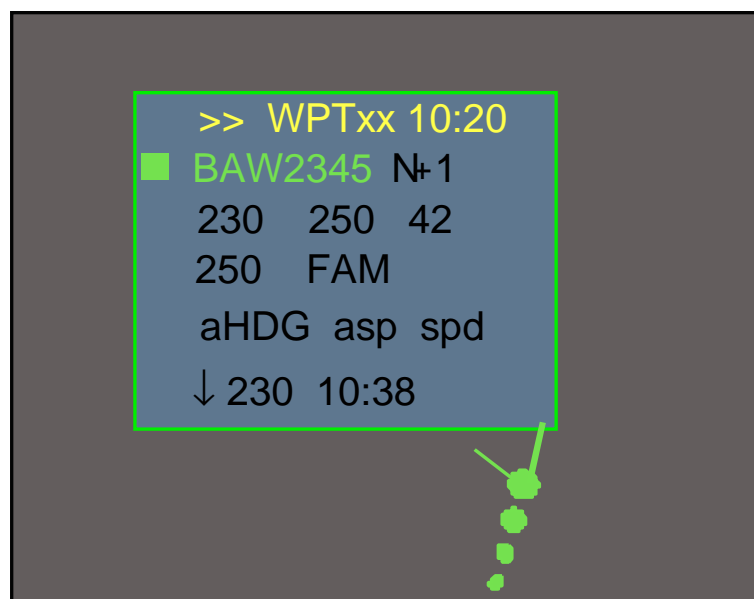 >> WPTxx 10:20
BAW2345 N+1
230 250 42
250 FAM
aHDG asp spd
↓ 230 10:38